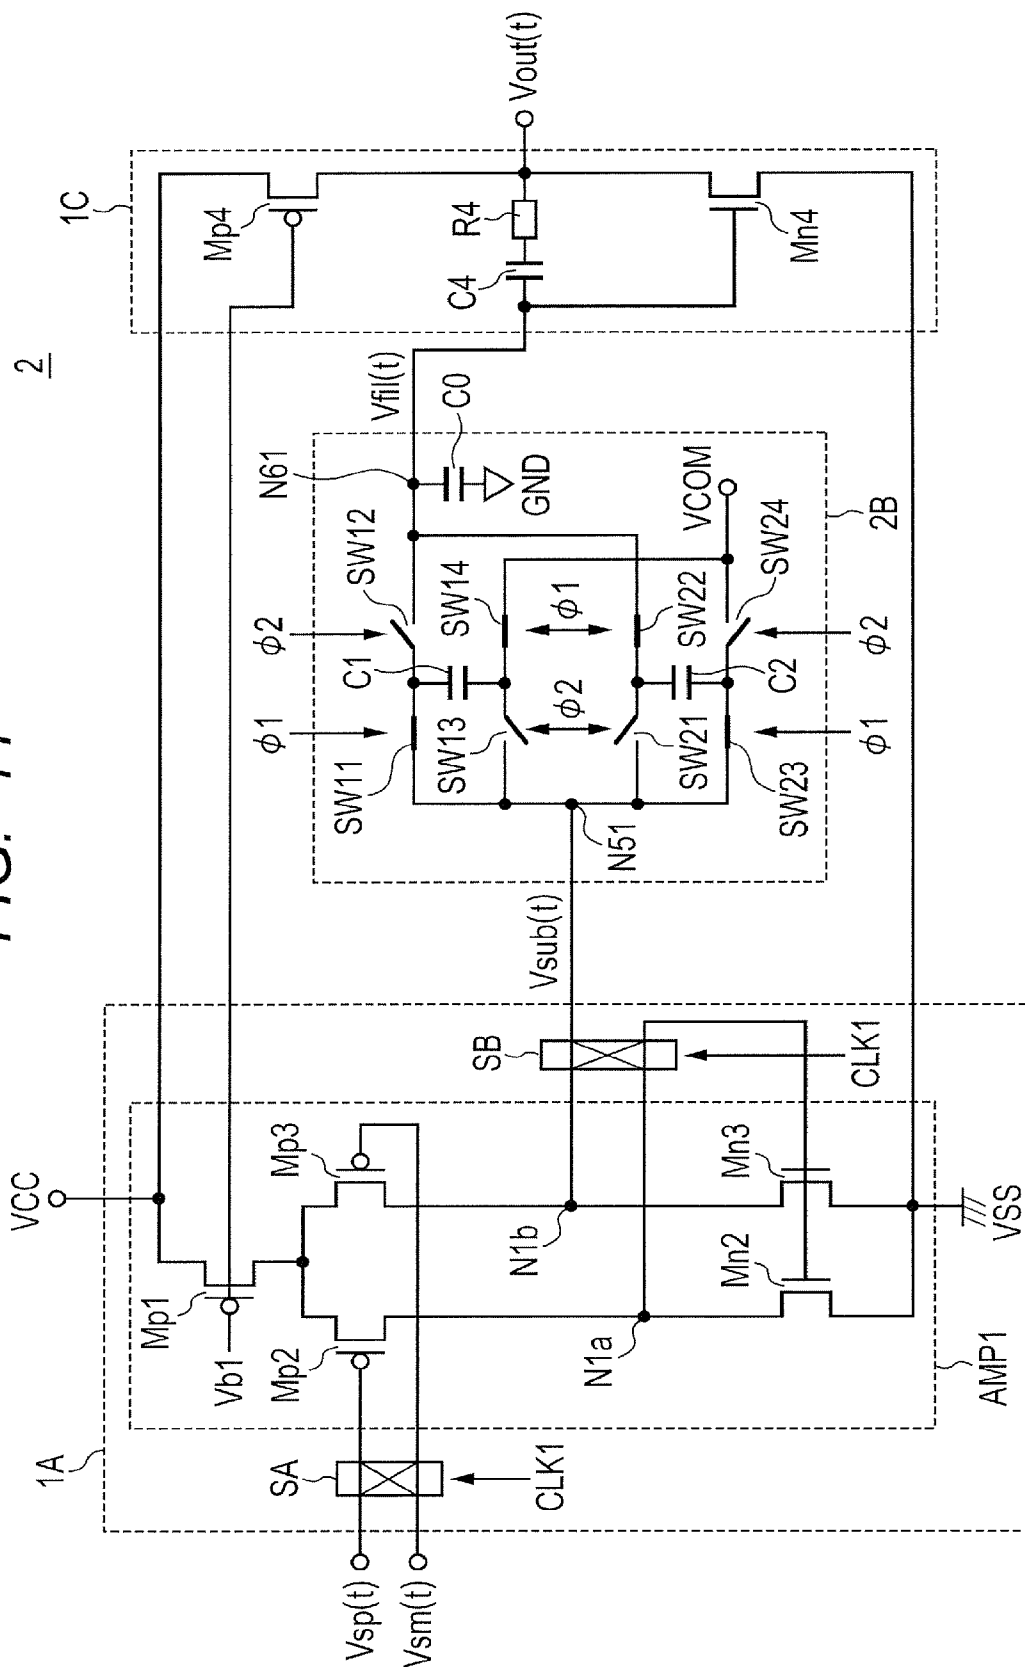 2
1A
SA
CLK1
Vsp(t)
Vsm(t)
VCC
Mp1
Vb1
Mp2
Mp3
N1b
N1a
Mn2
Mn3
VSS
AMP1
SB
CLK1
Vsub(t)
N51
2B
φ1
φ2
SW11
SW12
C1
SW13
SW14
φ2
φ1
SW21
SW22
C2
SW23
SW24
φ1
φ2
VCOM
N61
C0
GND
Vfil(t)
1C
Mp4
C4
R4
Mn4
Vout(t)